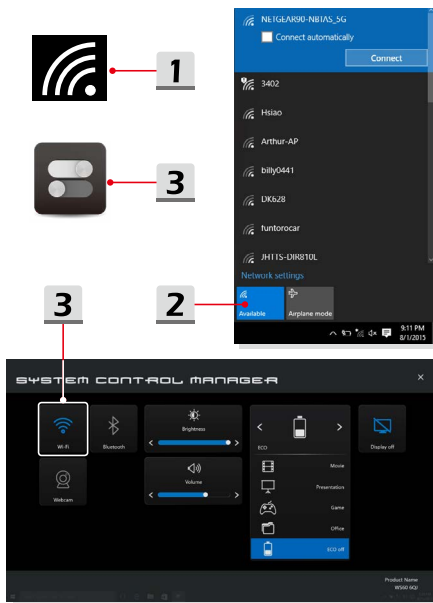 1
3
3
2
NETGEAR90-NBIAS_5G
Connect automatically
Connect
3402
Hsiao
Arthur-AP
billy0441
DK628
funtorocar
JHTTS-DIR810L
Network settings
Available
Airplane mode
9:11 PM
8/1/2015
SYSTEM CONTROL MANAGER
Wi-Fi
Bluetooth
Brightness
ECO
Display off
Webcam
Volume
Movie
Presentation
Game
Office
ECO off
Product Name
WS60 6QJ